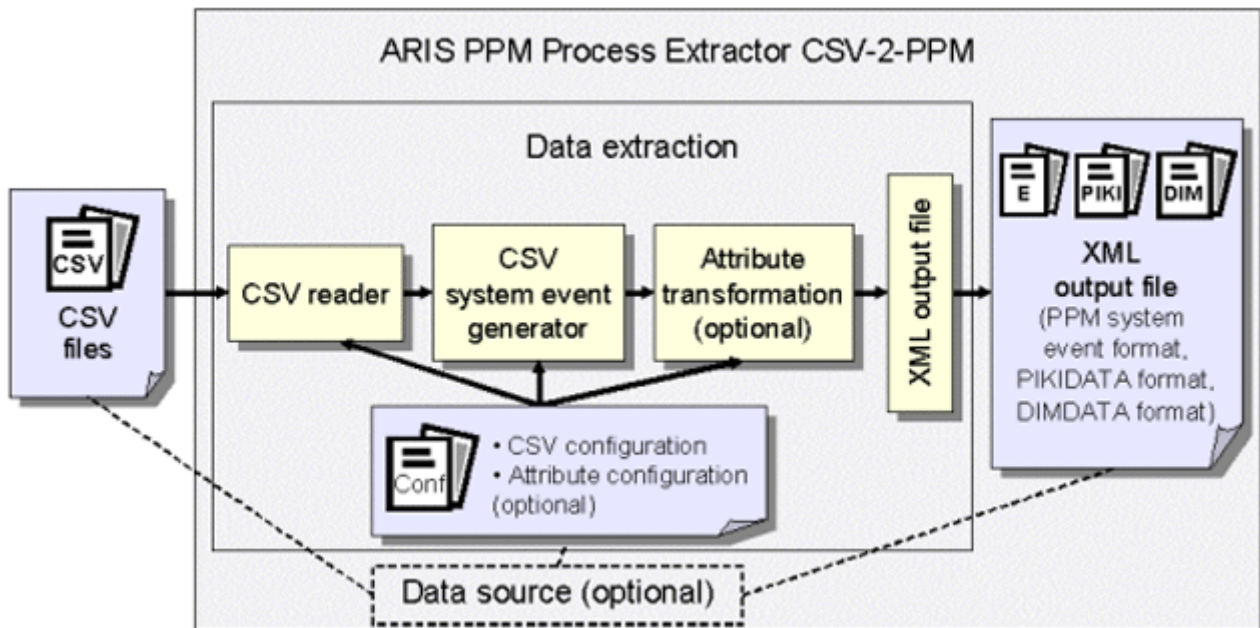 ARIS PPM Process Extractor CSV-2-PPM
Data extraction
CSV
CSV
files
CSV reader
CSV
system event
generator
Attribute
transformation
(optional)
XML output file
E
PIKI
DIM
XML
output file
(PPM system
event format,
PIKIDATA format,
DIMDATA format)
Conf
• CSV configuration
• Attribute configuration
(optional)
Data source (optional)